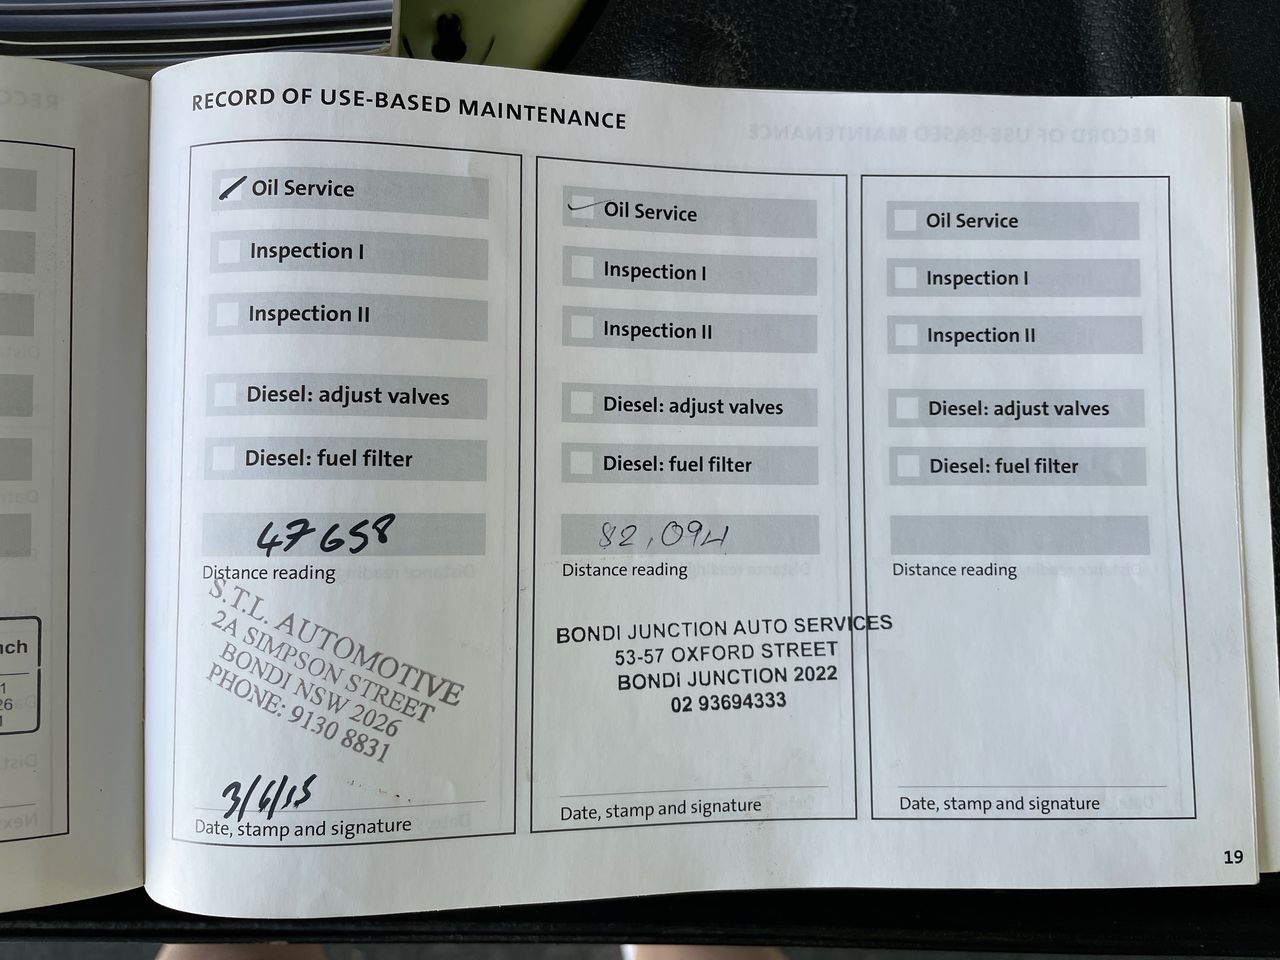 RECORD OF USE-BASED MAINTENANCE
Oil Service
Inspection I
Inspection II
Diesel: adjust valves
Diesel: fuel filter
47658
Distance reading
S.T.L. AUTOMOTIVE
2A SIMPSON STREET
BONDI NSW 2026
PHONE: 9130 8831
3/6/15
Date, stamp and signature
Oil Service
Inspection I
Inspection II
Diesel: adjust valves
Diesel: fuel filter
82,094
Distance reading
BONDI JUNCTION AUTO SERVICES
53-57 OXFORD STREET
BONDI JUNCTION 2022
02 93694333
Date, stamp and signature
Oil Service
Inspection I
Inspection II
Diesel: adjust valves
Diesel: fuel filter
Distance reading
Date, stamp and signature
19